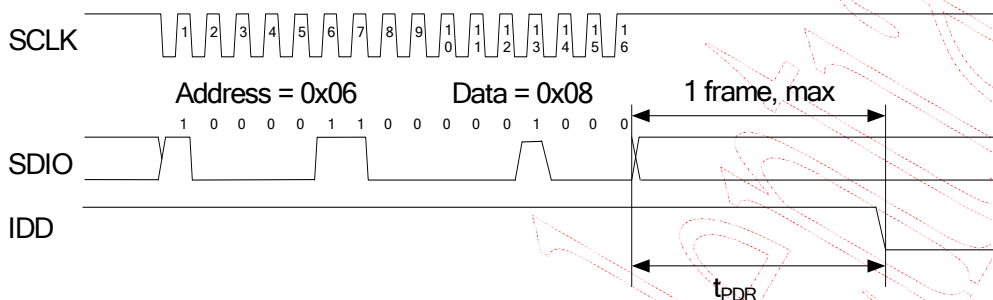 SCLK 1 2 3 4 5 6 7 8 9 10 11 12 13 14 15 16
Address = 0x06 Data = 0x08 1 frame, max
1 0 0 0 0 1 1 0 0 0 0 0 1 0 0 0
SDIO
IDD
tPDR